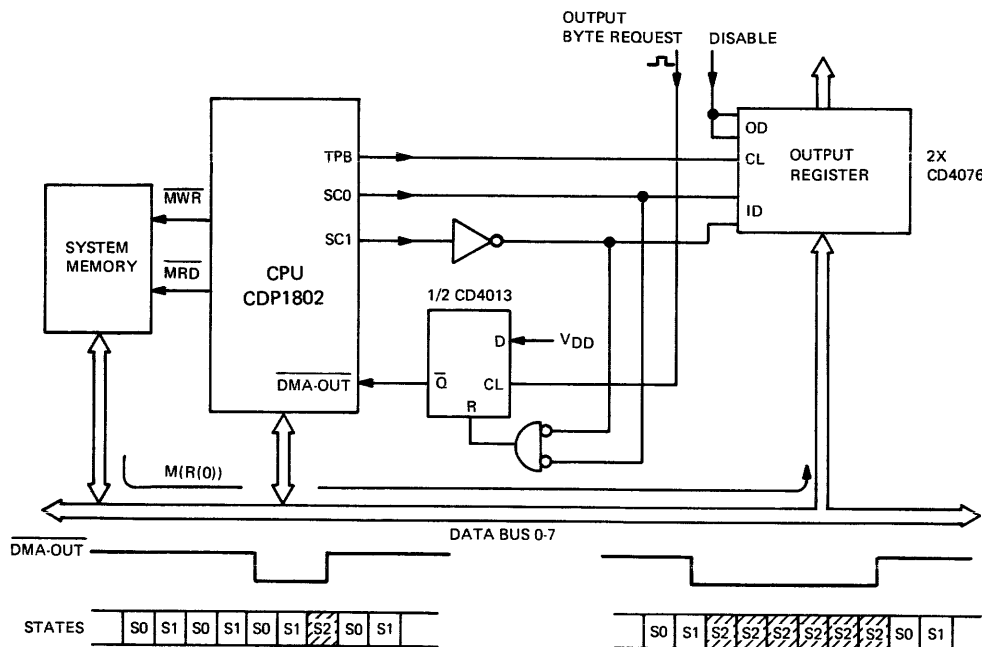 OUTPUT
BYTE REQUEST
DISABLE
OD
TPB
CL
OUTPUT
REGISTER
2X
CD4076
MWR
SC0
ID
SYSTEM
MEMORY
SC1
MRD
CPU
CDP1802
1/2 CD4013
D
VDD
DMA-OUT
Q
CL
R
M(R(0))
DATA BUS 0-7
DMA-OUT
STATES
S0 S1 S0 S1 S0 S1 S2 S0 S1
S0 S1 S2 S2 S2 S2 S2 S2 S0 S1